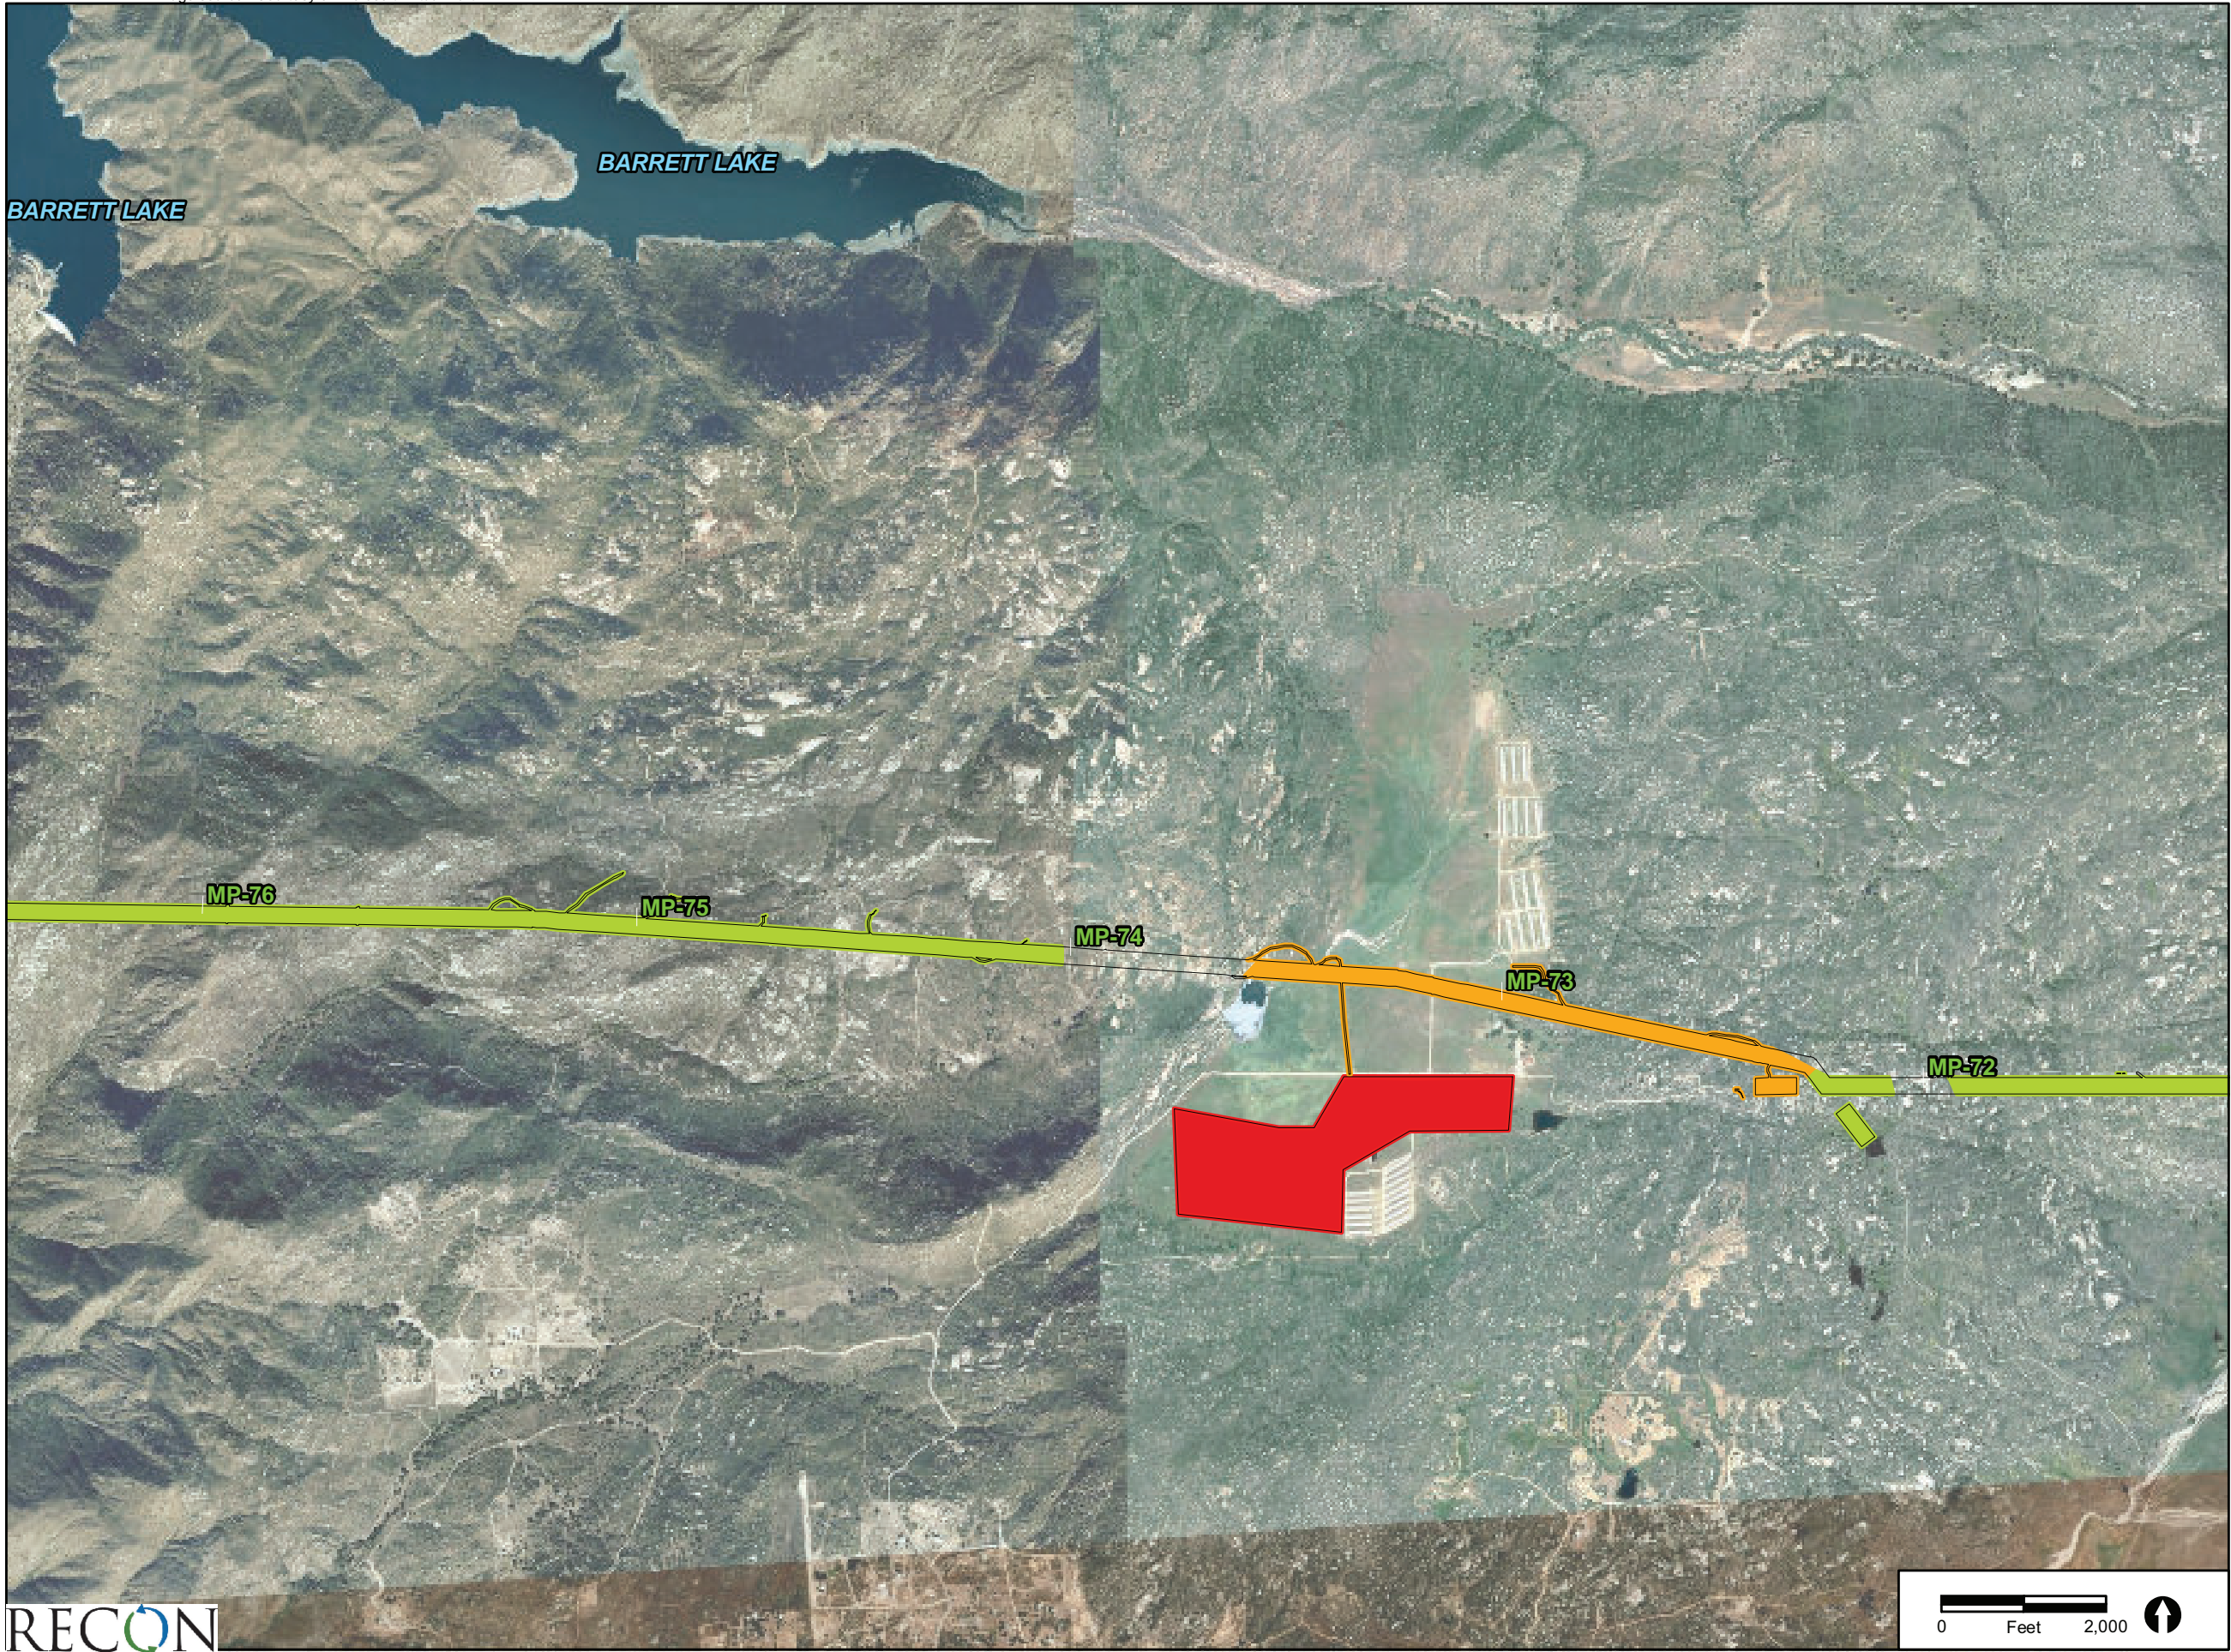 BARRETT LAKE
BARRETT LAKE
MP-76
MP-75
MP-74
MP-73
MP-72
0 Feet 2,000
RECON